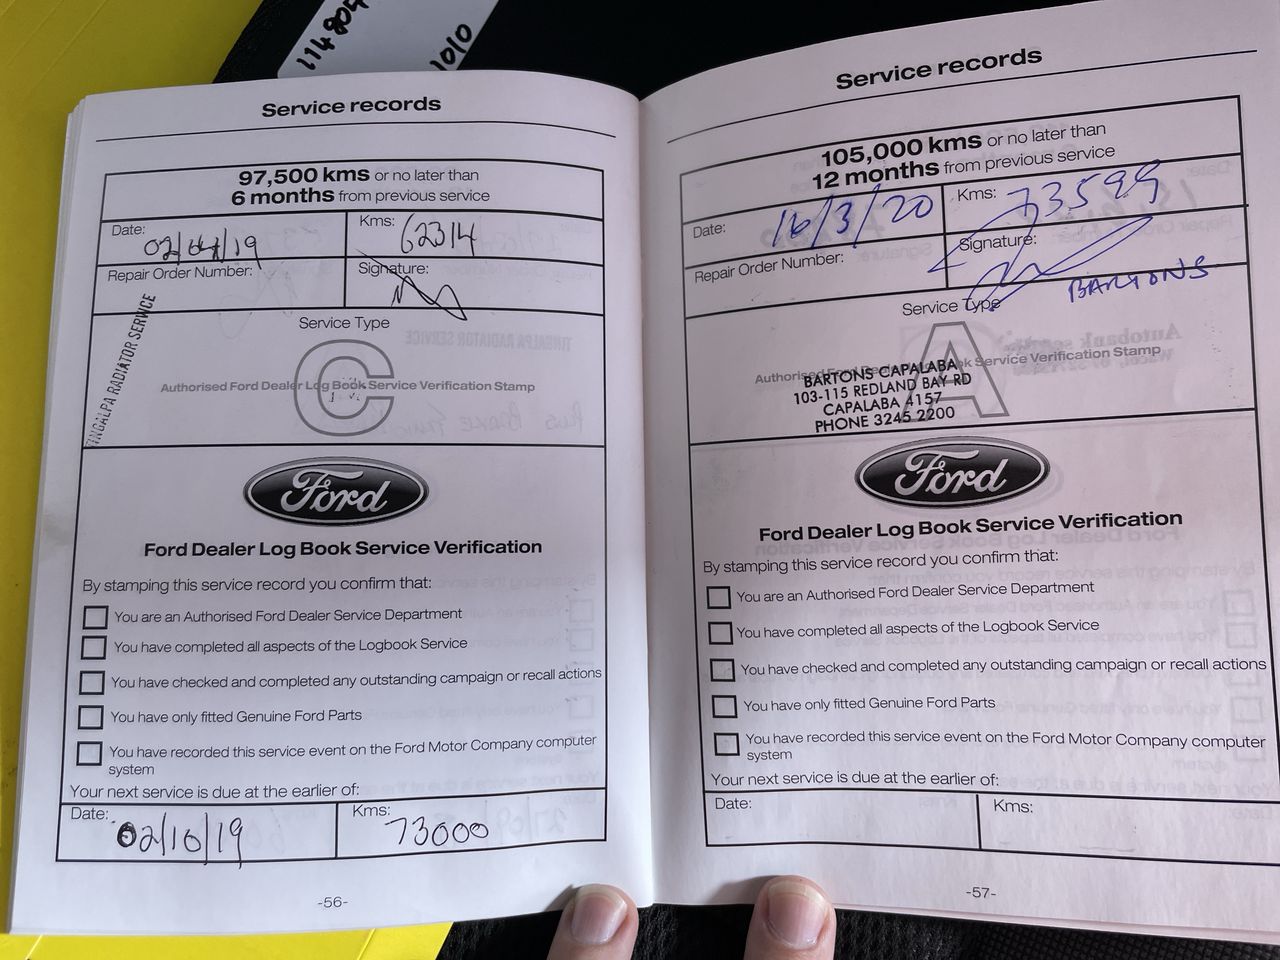 1010
Service records
97,500 kms or no later than
6 months from previous service
Date: 02/04/19
Kms: 62314
Repair Order Number:
Signature:
Service Type
C
TINGALPA RADIATOR SERVICE
Authorised Ford Dealer Log Book Service Verification Stamp
Ford
Ford Dealer Log Book Service Verification
By stamping this service record you confirm that:
You are an Authorised Ford Dealer Service Department
You have completed all aspects of the Logbook Service
You have checked and completed any outstanding campaign or recall actions
You have only fitted Genuine Ford Parts
You have recorded this service event on the Ford Motor Company computer
system
Your next service is due at the earlier of:
Date: 02/10/19
Kms: 73000
-56-
Service records
105,000 kms or no later than
12 months from previous service
Date: 16/3/20
Kms: 73599
Repair Order Number:
Signature:
BARTONS
Service Type
A
Authorised Ford Dealer Log Book Service Verification Stamp
BARTONS CAPALABA
103-115 REDLAND BAY RD
CAPALABA 4157
PHONE 3245 2200
Ford
Ford Dealer Log Book Service Verification
By stamping this service record you confirm that:
You are an Authorised Ford Dealer Service Department
You have completed all aspects of the Logbook Service
You have checked and completed any outstanding campaign or recall actions
You have only fitted Genuine Ford Parts
You have recorded this service event on the Ford Motor Company computer
system
Your next service is due at the earlier of:
Date:
Kms:
-57-